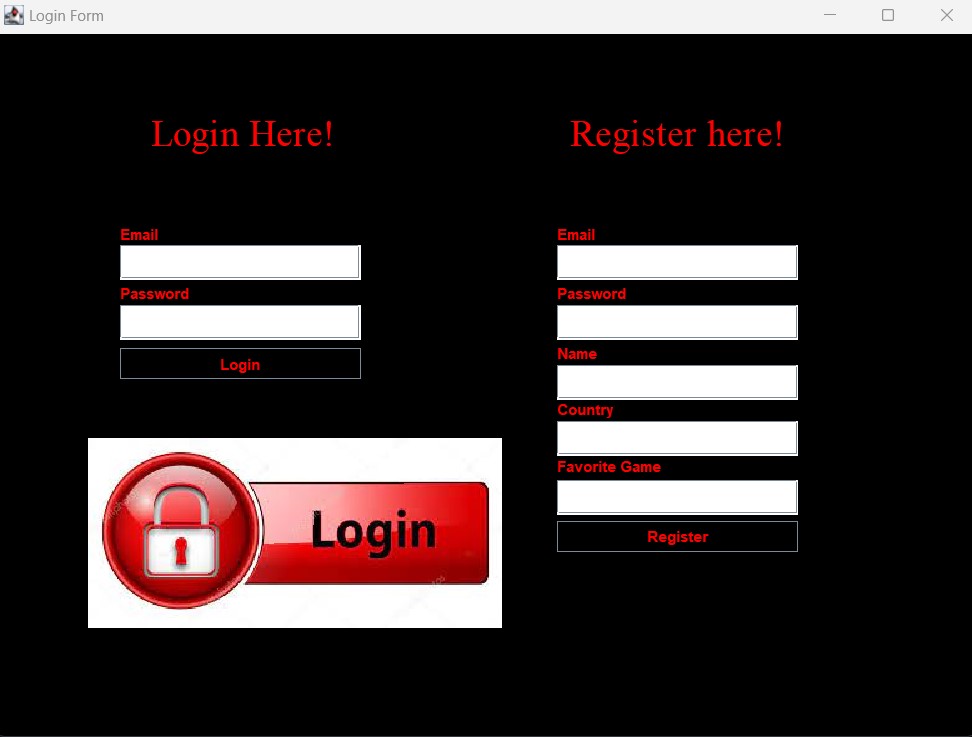 Login Form
Login Here!
Email
Password
Login
Login
Register here!
Email
Password
Name
Country
Favorite Game
Register